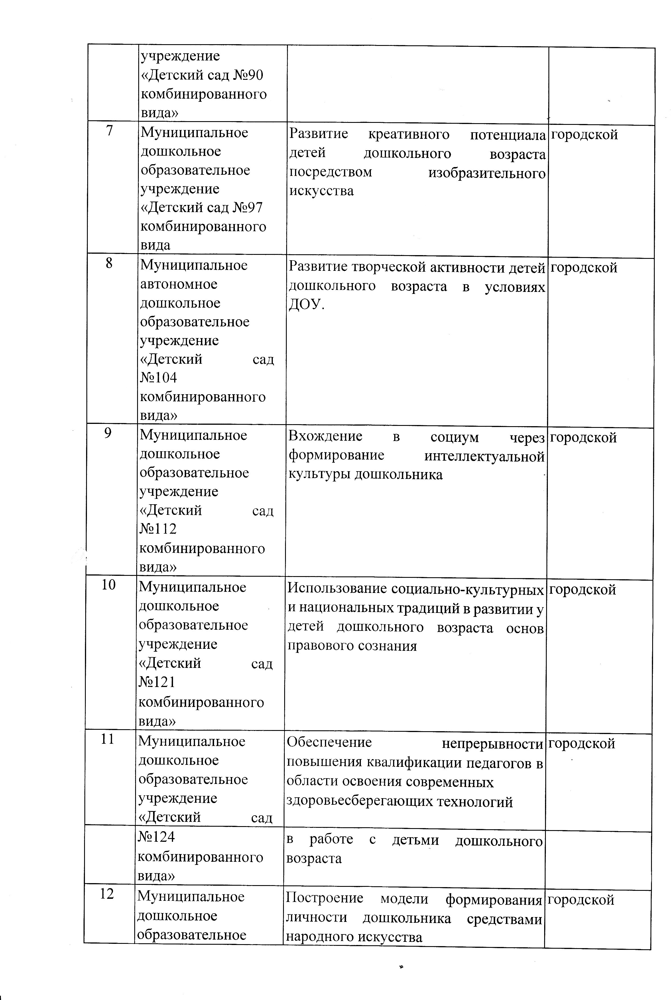 учреждение
«Детский сад №90
комбинированного
вида»
7
Муниципальное
дошкольное
образовательное
учреждение
«Детский сад №97
комбинированного
вида
Развитие креативного потенциала
детей дошкольного возраста
посредством изобразительного
искусства
городской
8
Муниципальное
автономное
дошкольное
образовательное
учреждение
«Детский сад
№104
комбинированного
вида»
Развитие творческой активности детей
дошкольного возраста в условиях
ДОУ.
городской
9
Муниципальное
дошкольное
образовательное
учреждение
«Детский сад
№112
комбинированного
вида»
Вхождение в социум через
формирование интеллектуальной
культуры дошкольника
городской
10
Муниципальное
дошкольное
образовательное
учреждение
«Детский сад
№121
комбинированного
вида»
Использование социально-культурных
и национальных традиций в развитии у
детей дошкольного возраста основ
правового сознания
городской
11
Муниципальное
дошкольное
образовательное
учреждение
«Детский сад
Обеспечение непрерывности
повышения квалификации педагогов в
области освоения современных
здоровьесберегающих технологий
городской
№124
комбинированного
вида»
в работе с детьми дошкольного
возраста
12
Муниципальное
дошкольное
образовательное
Построение модели формирования
личности дошкольника средствами
народного искусства
городской